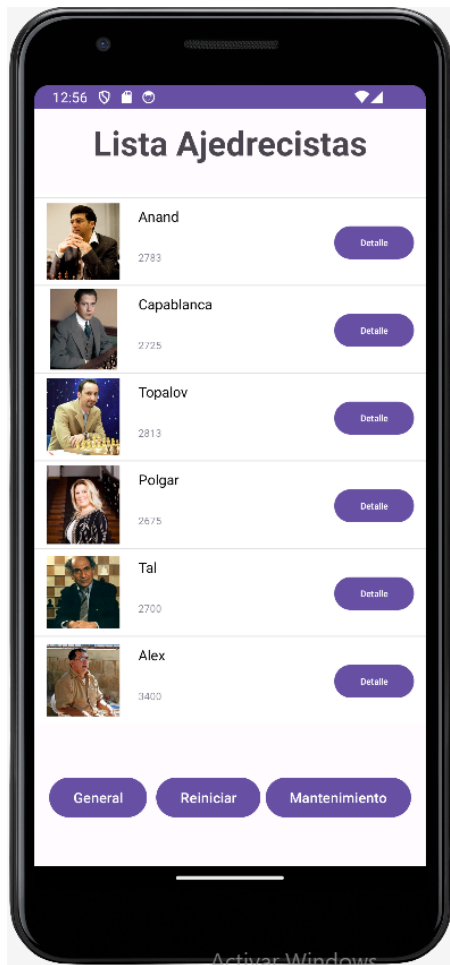 12:56
Lista Ajedrecistas
Anand
2783
Detalle
Capablanca
2725
Detalle
Topalov
2813
Detalle
Polgar
2675
Detalle
Tal
2700
Detalle
Alex
3400
Detalle
General Reiniciar Mantenimiento
Activar Windows